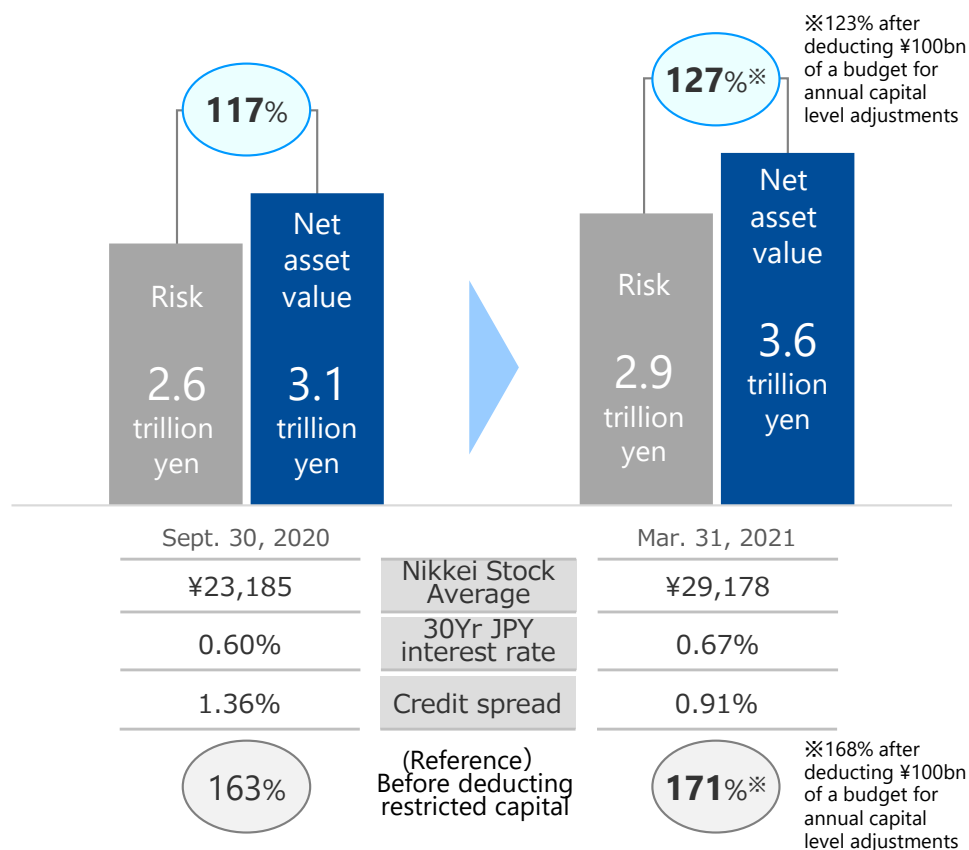 117%
127%※
※123% after
deducting ¥100bn
of a budget for
annual capital
level adjustments
Risk
2.6
trillion
yen
Net
asset
value
3.1
trillion
yen
Risk
2.9
trillion
yen
Net
asset
value
3.6
trillion
yen
Sept. 30, 2020
Mar. 31, 2021
¥23,185
Nikkei Stock
Average
¥29,178
0.60%
30Yr JPY
interest rate
0.67%
1.36%
Credit spread
0.91%
163%
(Reference）
Before deducting
restricted capital
171%※
※168% after
deducting ¥100bn
of a budget for
annual capital
level adjustments